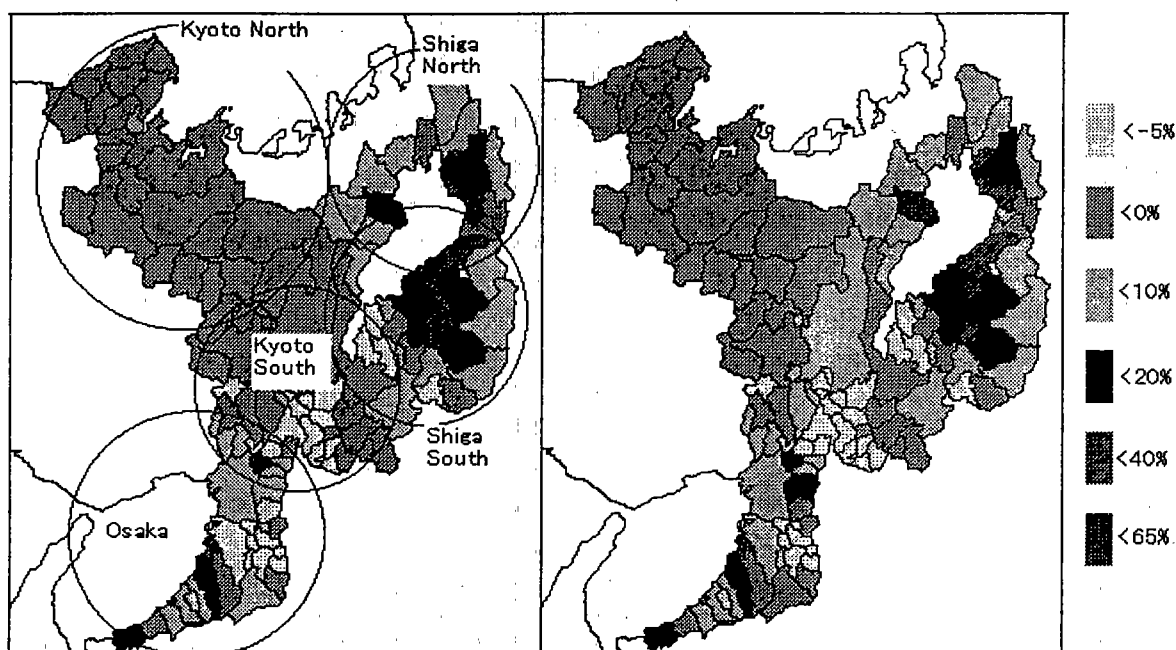 Kyoto North
Shiga
North
Kyoto
South
Shiga
South
Osaka
<-5%
<0%
<10%
<20%
<40%
<65%